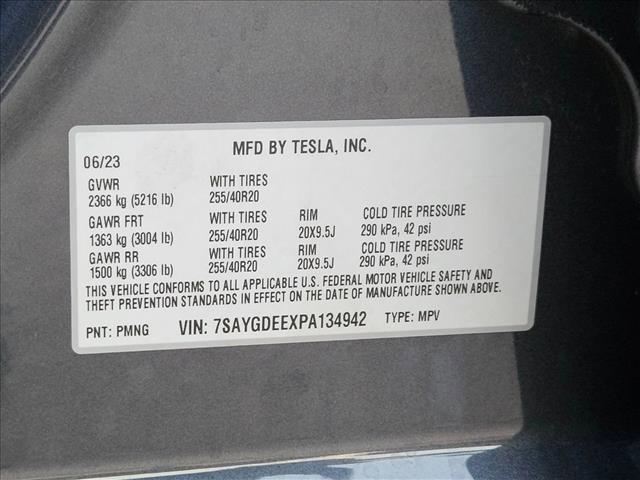 MFD BY TESLA, INC.
06/23
GVWR WITH TIRES
2366 kg (5216 lb) 255/40R20
GAWR FRT WITH TIRES RIM COLD TIRE PRESSURE
1363 kg (3004 lb) 255/40R20 20X9.5J 290 kPa, 42 psi
GAWR RR WITH TIRES RIM COLD TIRE PRESSURE
1500 kg (3306 lb) 255/40R20 20X9.5J 290 kPa, 42 psi
THIS VEHICLE CONFORMS TO ALL APPLICABLE U.S. FEDERAL MOTOR VEHICLE SAFETY AND
THEFT PREVENTION STANDARDS IN EFFECT ON THE DATE OF MANUFACTURE SHOWN ABOVE.
PNT: PMNG VIN: 7SAYGDEEXPA134942 TYPE: MPV